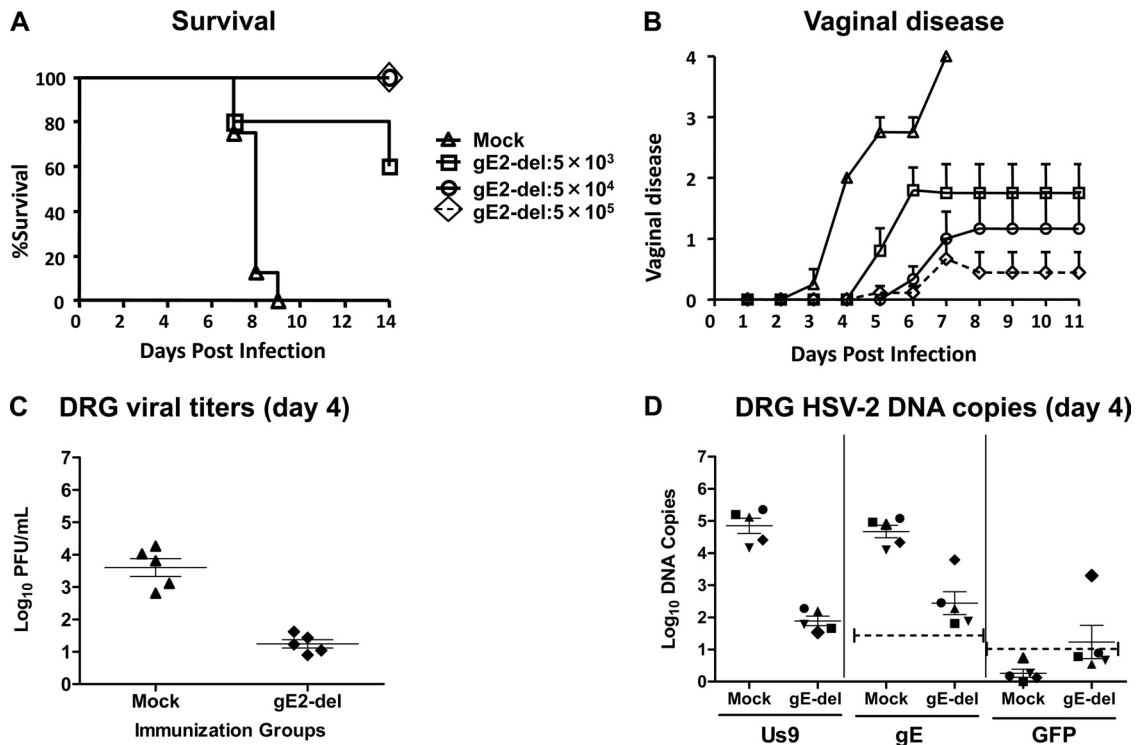 A Survival
100
80
60
40
20
0
%Survival
0 2 4 6 8 10 12 14
Days Post Infection
Mock
gE2-del:5×10³
gE2-del:5×10⁴
gE2-del:5×10⁵
B Vaginal disease
4
3
2
1
0
Vaginal disease
0 1 2 3 4 5 6 7 8 9 10 11
Days Post Infection
C DRG viral titers (day 4)
7
6
5
4
3
2
1
0
Log₁₀ PFU/mL
Mock gE2-del
Immunization Groups
D DRG HSV-2 DNA copies (day 4)
7
6
5
4
3
2
1
0
Log₁₀ DNA Copies
Mock gE-del Mock gE-del Mock gE-del
Us9 gE GFP